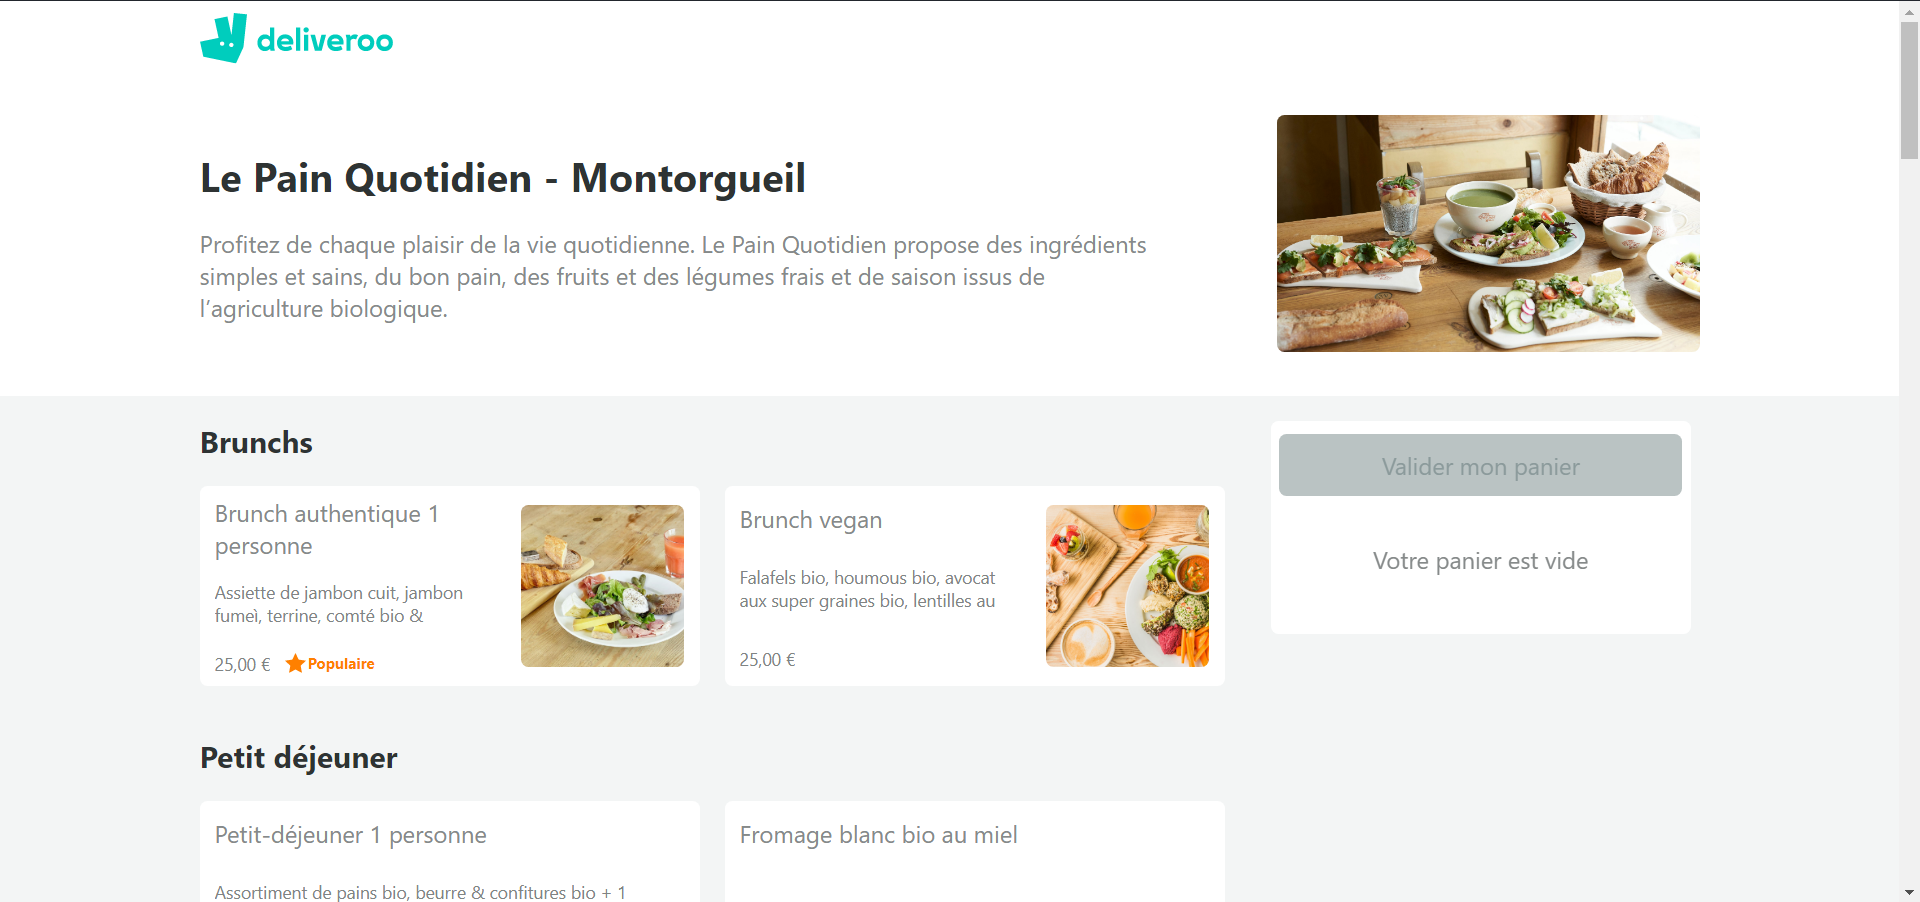 deliveroo
Le Pain Quotidien - Montorgueil
Profitez de chaque plaisir de la vie quotidienne. Le Pain Quotidien propose des ingrédients
simples et sains, du bon pain, des fruits et des légumes frais et de saison issus de
l’agriculture biologique.
Brunchs
Brunch authentique 1
personne
Assiette de jambon cuit, jambon
fumeì, terrine, comté bio &
25,00 € Populaire
Brunch vegan
Falafels bio, houmous bio, avocat
aux super graines bio, lentilles au
25,00 €
Valider mon panier
Votre panier est vide
Petit déjeuner
Petit-déjeuner 1 personne
Assortiment de pains bio, beurre & confitures bio + 1
Fromage blanc bio au miel